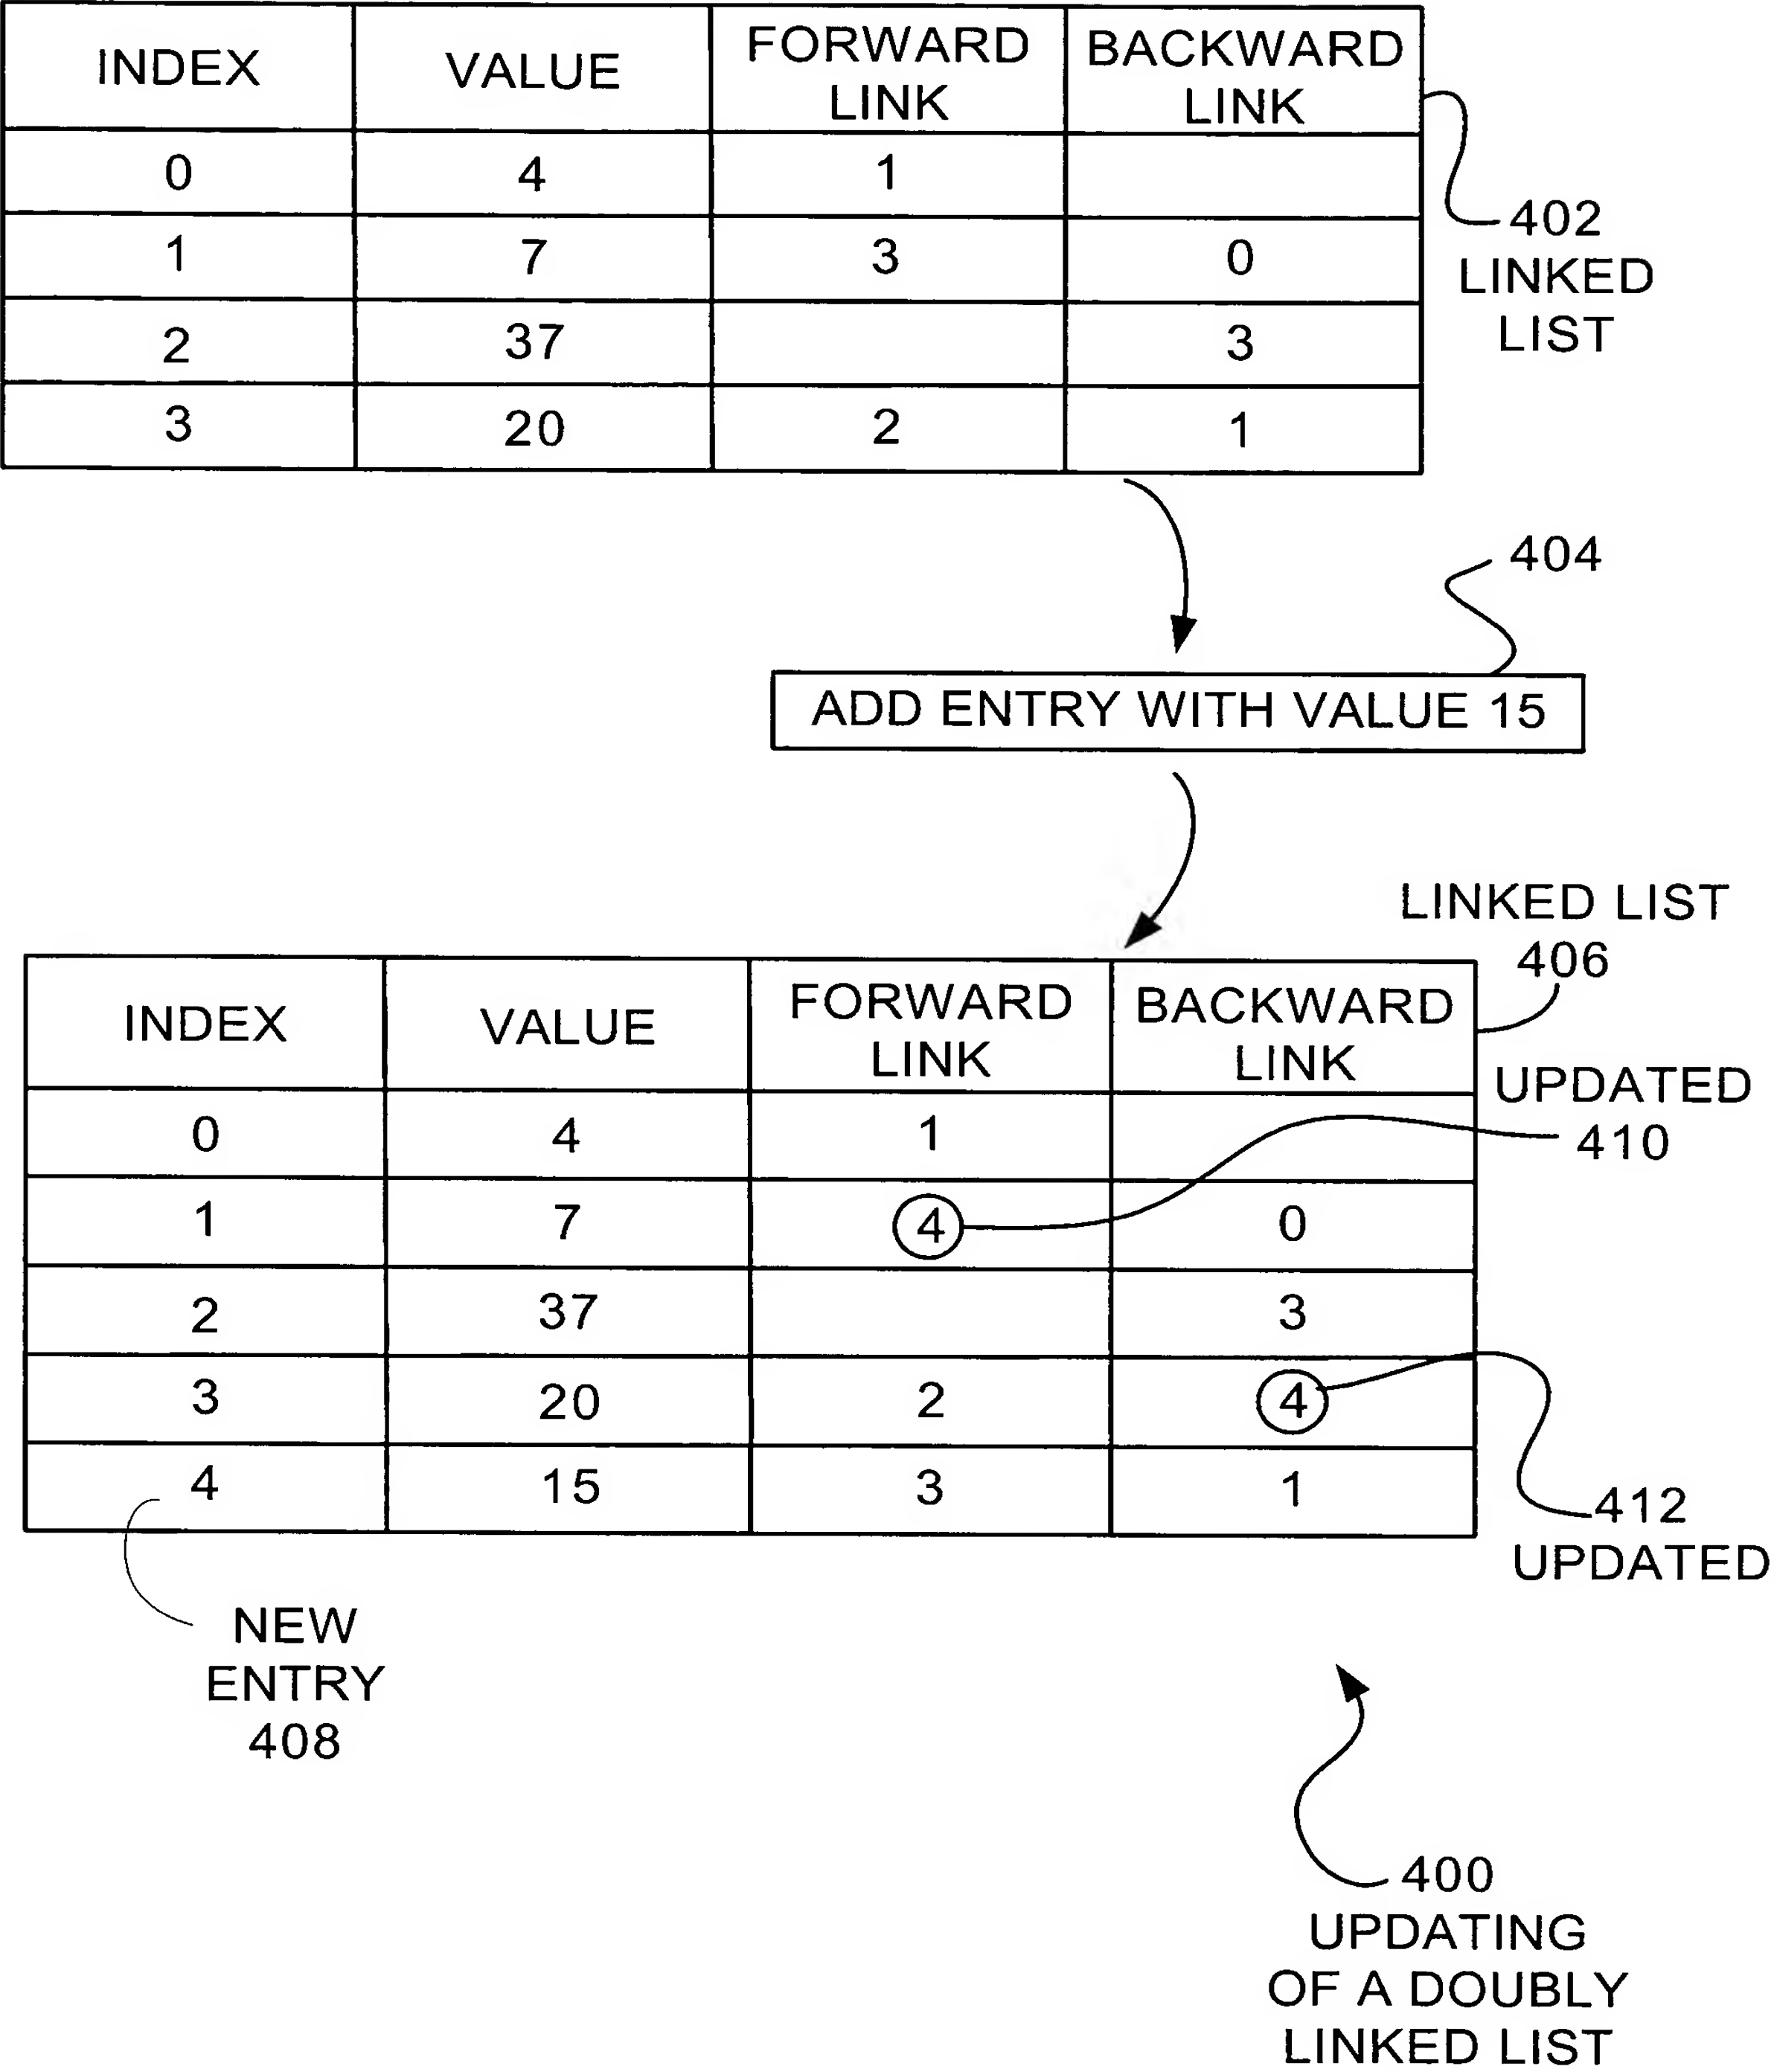 INDEX VALUE FORWARD LINK BACKWARD LINK
0 4 1
1 7 3 0
2 37 3
3 20 2 1
402
LINKED
LIST
404
ADD ENTRY WITH VALUE 15
LINKED LIST
406
INDEX VALUE FORWARD LINK BACKWARD LINK
UPDATED
410
0 4 1
1 7 4 0
2 37 3
3 20 2 4
4 15 3 1
412
UPDATED
NEW
ENTRY
408
400
UPDATING
OF A DOUBLY
LINKED LIST